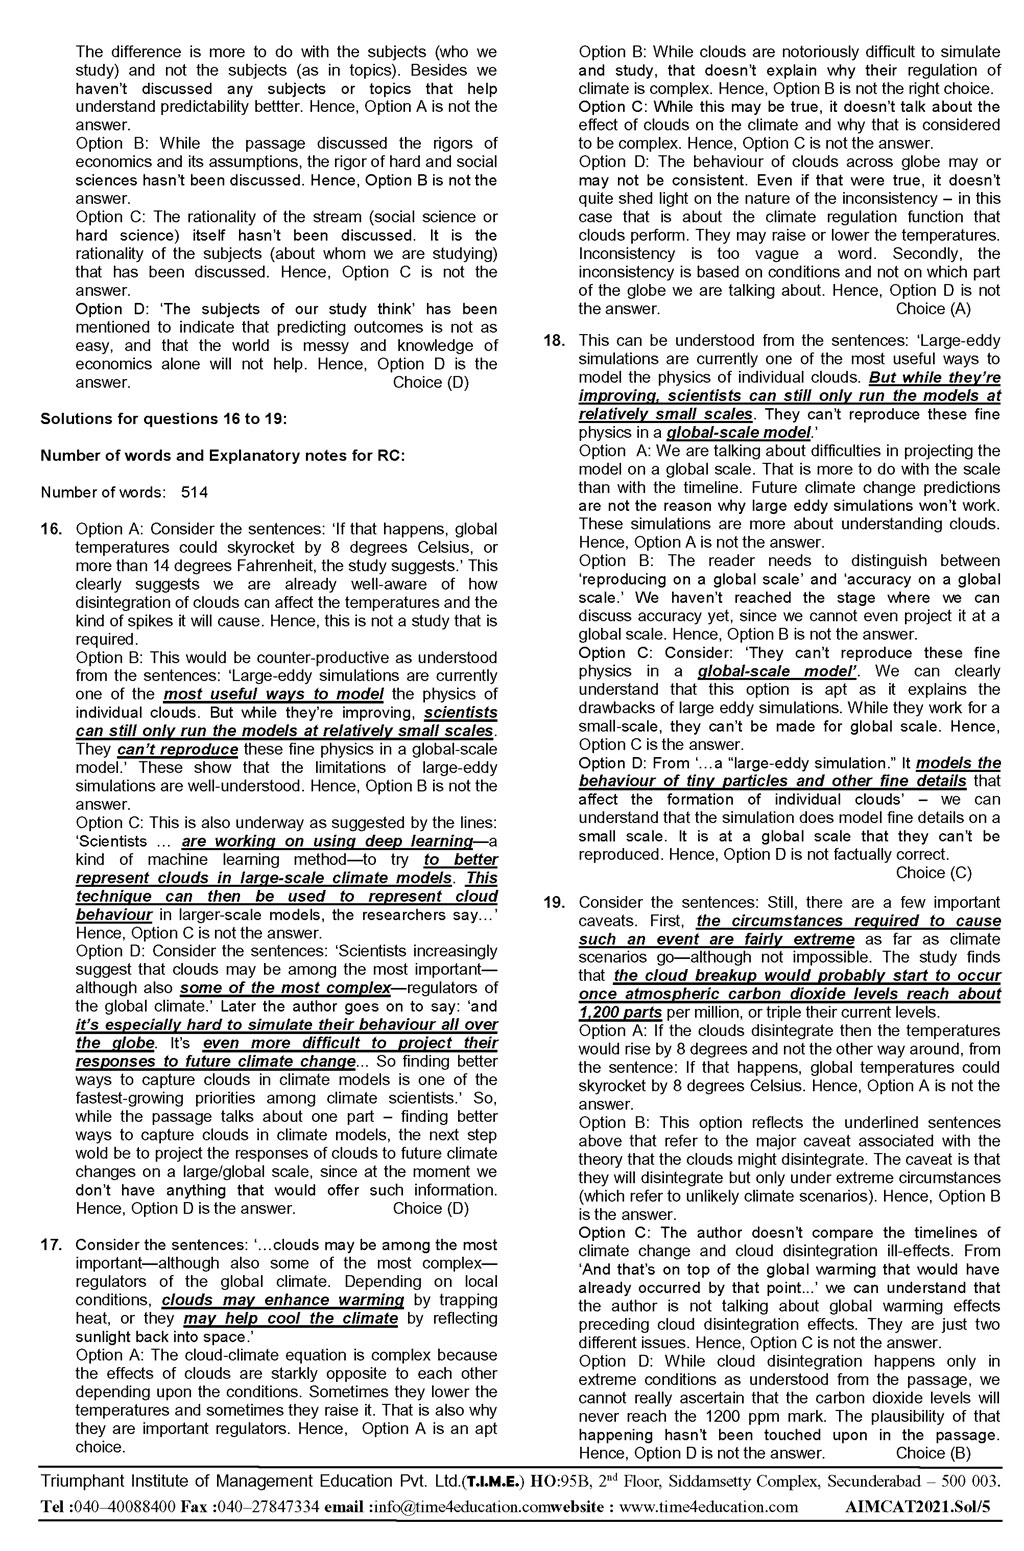 The difference is more to do with the subjects (who we
study) and not the subjects (as in topics). Besides we
haven't discussed any subjects or topics that help
understand predictability bettter. Hence, Option A is not the
answer.
Option B: While the passage discussed the rigors of
economics and its assumptions, the rigor of hard and social
sciences hasn't been discussed. Hence, Option B is not the
answer.
Option C: The rationality of the stream (social science or
hard science) itself hasn't been discussed. It is the
rationality of the subjects (about whom we are studying)
that has been discussed. Hence, Option C is not the
answer.
Option D: 'The subjects of our study think' has been
mentioned to indicate that predicting outcomes is not as
easy, and that the world is messy and knowledge of
economics alone will not help. Hence, Option D is the
answer. Choice (D)
Solutions for questions 16 to 19:
Number of words and Explanatory notes for RC:
Number of words: 514
16. Option A: Consider the sentences: 'If that happens, global
temperatures could skyrocket by 8 degrees Celsius, or
more than 14 degrees Fahrenheit, the study suggests.' This
clearly suggests we are already well-aware of how
disintegration of clouds can affect the temperatures and the
kind of spikes it will cause. Hence, this is not a study that is
required.
Option B: This would be counter-productive as understood
from the sentences: 'Large-eddy simulations are currently
one of the most useful ways to model the physics of
individual clouds. But while they're improving, scientists
can still only run the models at relatively small scales.
They can't reproduce these fine physics in a global-scale
model.' These show that the limitations of large-eddy
simulations are well-understood. Hence, Option B is not the
answer.
Option C: This is also underway as suggested by the lines:
'Scientists ... are working on using deep learning—a
kind of machine learning method—to try to better
represent clouds in large-scale climate models. This
technique can then be used to represent cloud
behaviour in larger-scale models, the researchers say...'
Hence, Option C is not the answer.
Option D: Consider the sentences: 'Scientists increasingly
suggest that clouds may be among the most important—
although also some of the most complex—regulators of
the global climate.' Later the author goes on to say: 'and
it's especially hard to simulate their behaviour all over
the globe. It's even more difficult to project their
responses to future climate change... So finding better
ways to capture clouds in climate models is one of the
fastest-growing priorities among climate scientists.' So,
while the passage talks about one part – finding better
ways to capture clouds in climate models, the next step
wold be to project the responses of clouds to future climate
changes on a large/global scale, since at the moment we
don't have anything that would offer such information.
Hence, Option D is the answer. Choice (D)
17. Consider the sentences: '...clouds may be among the most
important—although also some of the most complex—
regulators of the global climate. Depending on local
conditions, clouds may enhance warming by trapping
heat, or they may help cool the climate by reflecting
sunlight back into space.'
Option A: The cloud-climate equation is complex because
the effects of clouds are starkly opposite to each other
depending upon the conditions. Sometimes they lower the
temperatures and sometimes they raise it. That is also why
they are important regulators. Hence, Option A is an apt
choice.
Option B: While clouds are notoriously difficult to simulate
and study, that doesn't explain why their regulation of
climate is complex. Hence, Option B is not the right choice.
Option C: While this may be true, it doesn't talk about the
effect of clouds on the climate and why that is considered
to be complex. Hence, Option C is not the answer.
Option D: The behaviour of clouds across globe may or
may not be consistent. Even if that were true, it doesn't
quite shed light on the nature of the inconsistency – in this
case that is about the climate regulation function that
clouds perform. They may raise or lower the temperatures.
Inconsistency is too vague a word. Secondly, the
inconsistency is based on conditions and not on which part
of the globe we are talking about. Hence, Option D is not
the answer. Choice (A)
18. This can be understood from the sentences: 'Large-eddy
simulations are currently one of the most useful ways to
model the physics of individual clouds. But while they're
improving, scientists can still only run the models at
relatively small scales. They can't reproduce these fine
physics in a global-scale model.'
Option A: We are talking about difficulties in projecting the
model on a global scale. That is more to do with the scale
than with the timeline. Future climate change predictions
are not the reason why large eddy simulations won't work.
These simulations are more about understanding clouds.
Hence, Option A is not the answer.
Option B: The reader needs to distinguish between
'reproducing on a global scale' and 'accuracy on a global
scale.' We haven't reached the stage where we can
discuss accuracy yet, since we cannot even project it at a
global scale. Hence, Option B is not the answer.
Option C: Consider: 'They can't reproduce these fine
physics in a global-scale model'. We can clearly
understand that this option is apt as it explains the
drawbacks of large eddy simulations. While they work for a
small-scale, they can't be made for global scale. Hence,
Option C is the answer.
Option D: From '...a "large-eddy simulation." It models the
behaviour of tiny particles and other fine details that
affect the formation of individual clouds' – we can
understand that the simulation does model fine details on a
small scale. It is at a global scale that they can't be
reproduced. Hence, Option D is not factually correct.
Choice (C)
19. Consider the sentences: Still, there are a few important
caveats. First, the circumstances required to cause
such an event are fairly extreme as far as climate
scenarios go—although not impossible. The study finds
that the cloud breakup would probably start to occur
once atmospheric carbon dioxide levels reach about
1,200 parts per million, or triple their current levels.
Option A: If the clouds disintegrate then the temperatures
would rise by 8 degrees and not the other way around, from
the sentence: If that happens, global temperatures could
skyrocket by 8 degrees Celsius. Hence, Option A is not the
answer.
Option B: This option reflects the underlined sentences
above that refer to the major caveat associated with the
theory that the clouds might disintegrate. The caveat is that
they will disintegrate but only under extreme circumstances
(which refer to unlikely climate scenarios). Hence, Option B
is the answer.
Option C: The author doesn't compare the timelines of
climate change and cloud disintegration ill-effects. From
'And that's on top of the global warming that would have
already occurred by that point...' we can understand that
the author is not talking about global warming effects
preceding cloud disintegration effects. They are just two
different issues. Hence, Option C is not the answer.
Option D: While cloud disintegration happens only in
extreme conditions as understood from the passage, we
cannot really ascertain that the carbon dioxide levels will
never reach the 1200 ppm mark. The plausibility of that
happening hasn't been touched upon in the passage.
Hence, Option D is not the answer. Choice (B)
Triumphant Institute of Management Education Pvt. Ltd.(T.I.M.E.) HO:95B, 2nd Floor, Siddamsetty Complex, Secunderabad – 500 003.
Tel :040–40088400 Fax :040–27847334 email :info@time4education.comwebsite : www.time4education.com AIMCAT2021.Sol/5